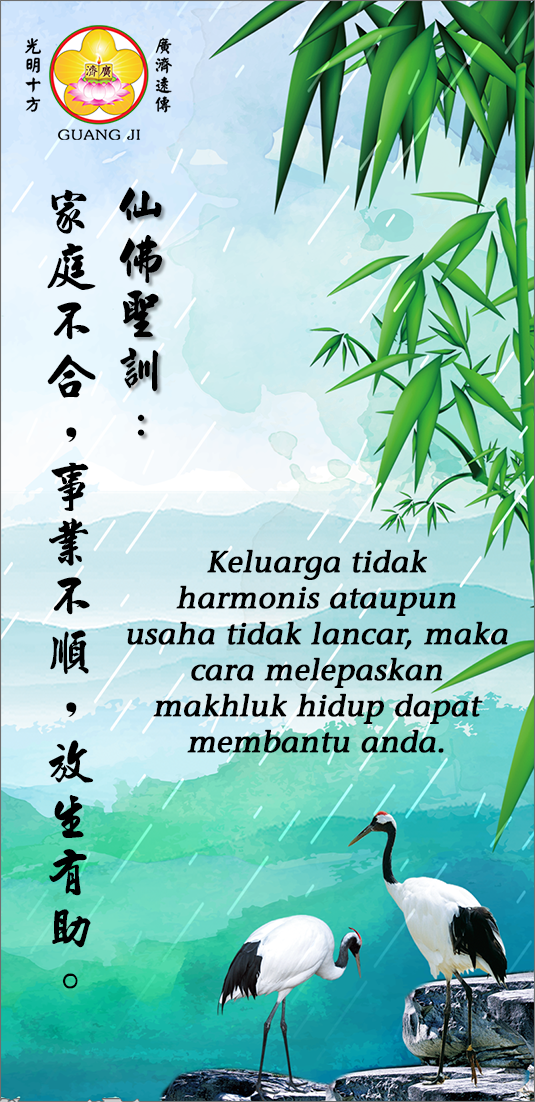 光明十方
廣濟遠傳
廣濟
GUANG JI
仙佛聖訓：
家庭不合，事業不順，放生有助。
Keluarga tidak
harmonis ataupun
usaha tidak lancar, maka
cara melepaskan
makhluk hidup dapat
membantu anda.